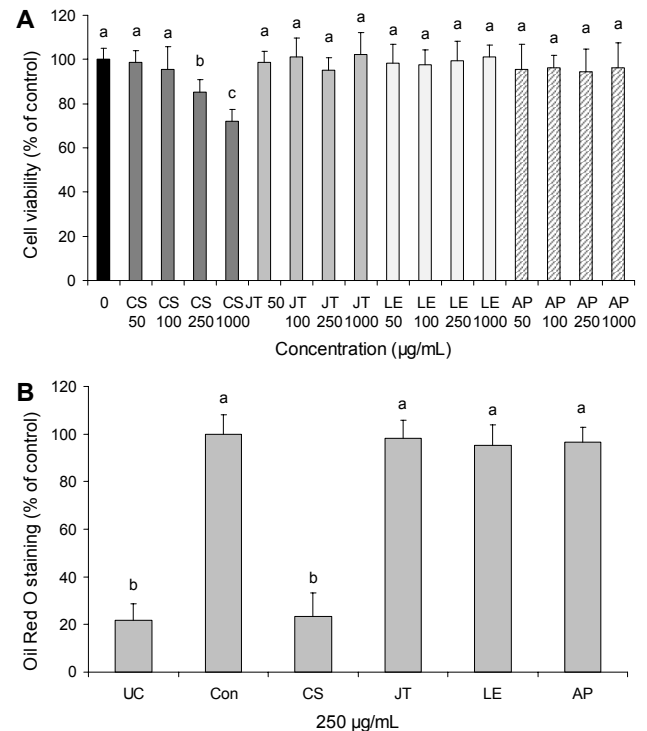 A
Cell viability (% of control)
120
100
80
60
40
20
0
a a a b c a a a a a a a a a a a a
0 CS CS CS CS JT 50 JT JT JT LE LE LE LE AP AP AP AP
50 100 250 1000 100 250 1000 50 100 250 1000 50 100 250 1000
Concentration (µg/mL)
B
Oil Red O staining (% of control)
120
100
80
60
40
20
0
b a b a a a
UC Con CS JT LE AP
250 µg/mL